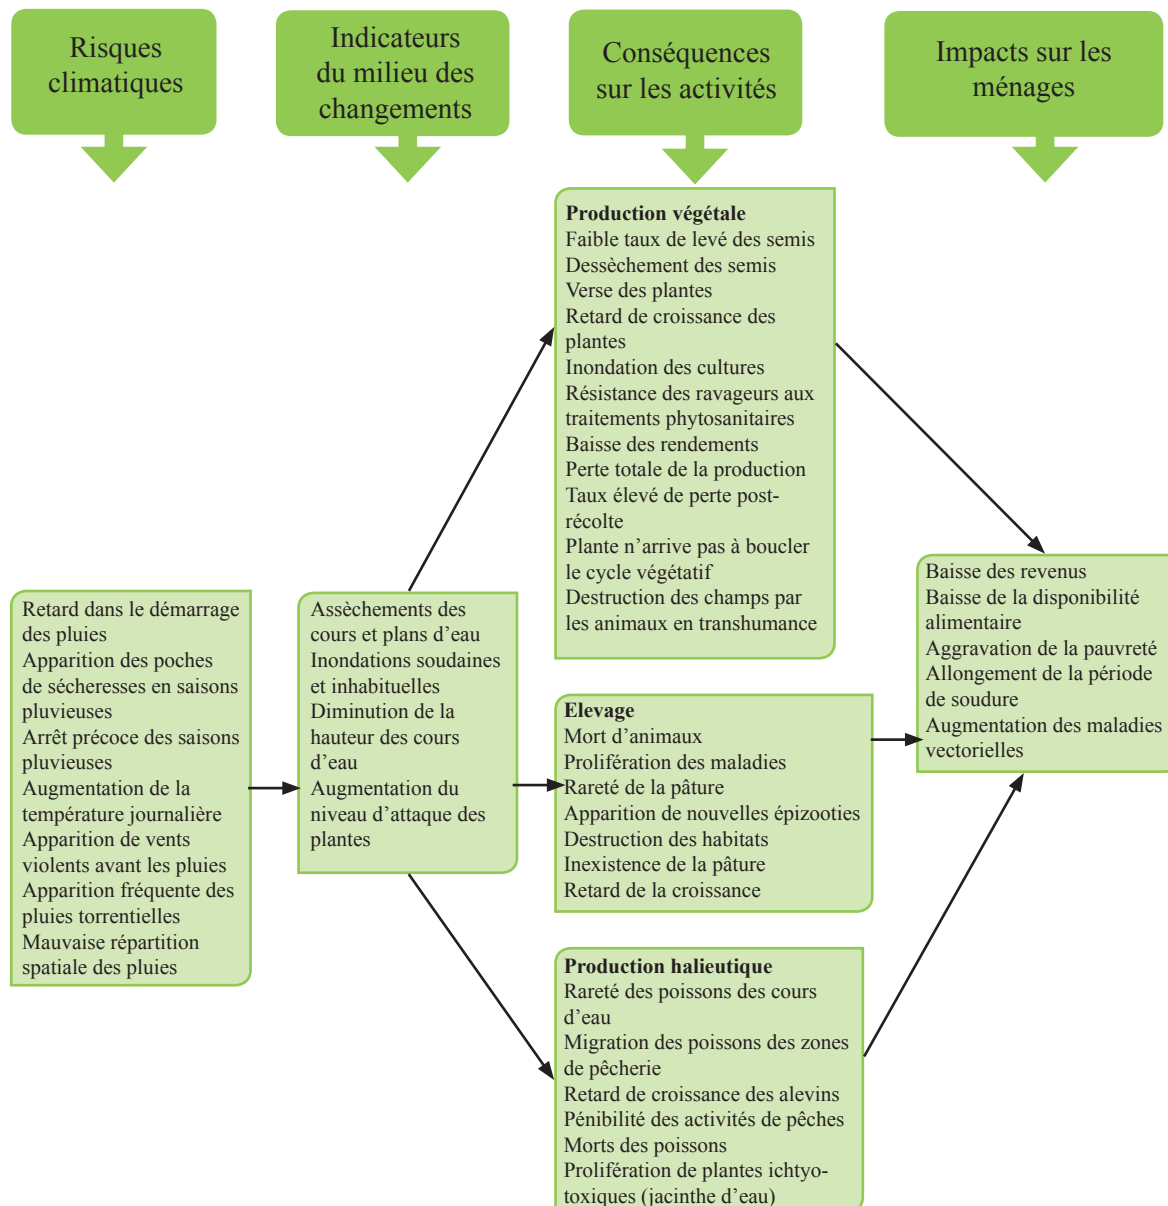 Risques
climatiques
Indicateurs
du milieu des
changements
Conséquences
sur les activités
Impacts sur les
ménages
Retard dans le démarrage
des pluies
Apparition des poches
de sécheresses en saisons
pluvieuses
Arrêt précoce des saisons
pluvieuses
Augmentation de la
température journalière
Apparition de vents
violents avant les pluies
Apparition fréquente des
pluies torrentielles
Mauvaise répartition
spatiale des pluies
Assèchements des
cours et plans d’eau
Inondations soudaines
et inhabituelles
Diminution de la
hauteur des cours
d’eau
Augmentation du
niveau d’attaque des
plantes
Production végétale
Faible taux de levé des semis
Dessèchement des semis
Verse des plantes
Retard de croissance des
plantes
Inondation des cultures
Résistance des ravageurs aux
traitements phytosanitaires
Baisse des rendements
Perte totale de la production
Taux élevé de perte post-
récolte
Plante n’arrive pas à boucler
le cycle végétatif
Destruction des champs par
les animaux en transhumance
Elevage
Mort d’animaux
Prolifération des maladies
Rareté de la pâture
Apparition de nouvelles épizooties
Destruction des habitats
Inexistence de la pâture
Retard de la croissance
Production halieutique
Rareté des poissons des cours
d’eau
Migration des poissons des zones
de pêcherie
Retard de croissance des alevins
Pénibilité des activités de pêches
Morts des poissons
Prolifération de plantes ichtyo-
toxiques (jacinthe d’eau)
Baisse des revenus
Baisse de la disponibilité
alimentaire
Aggravation de la pauvreté
Allongement de la période
de soudure
Augmentation des maladies
vectorielles